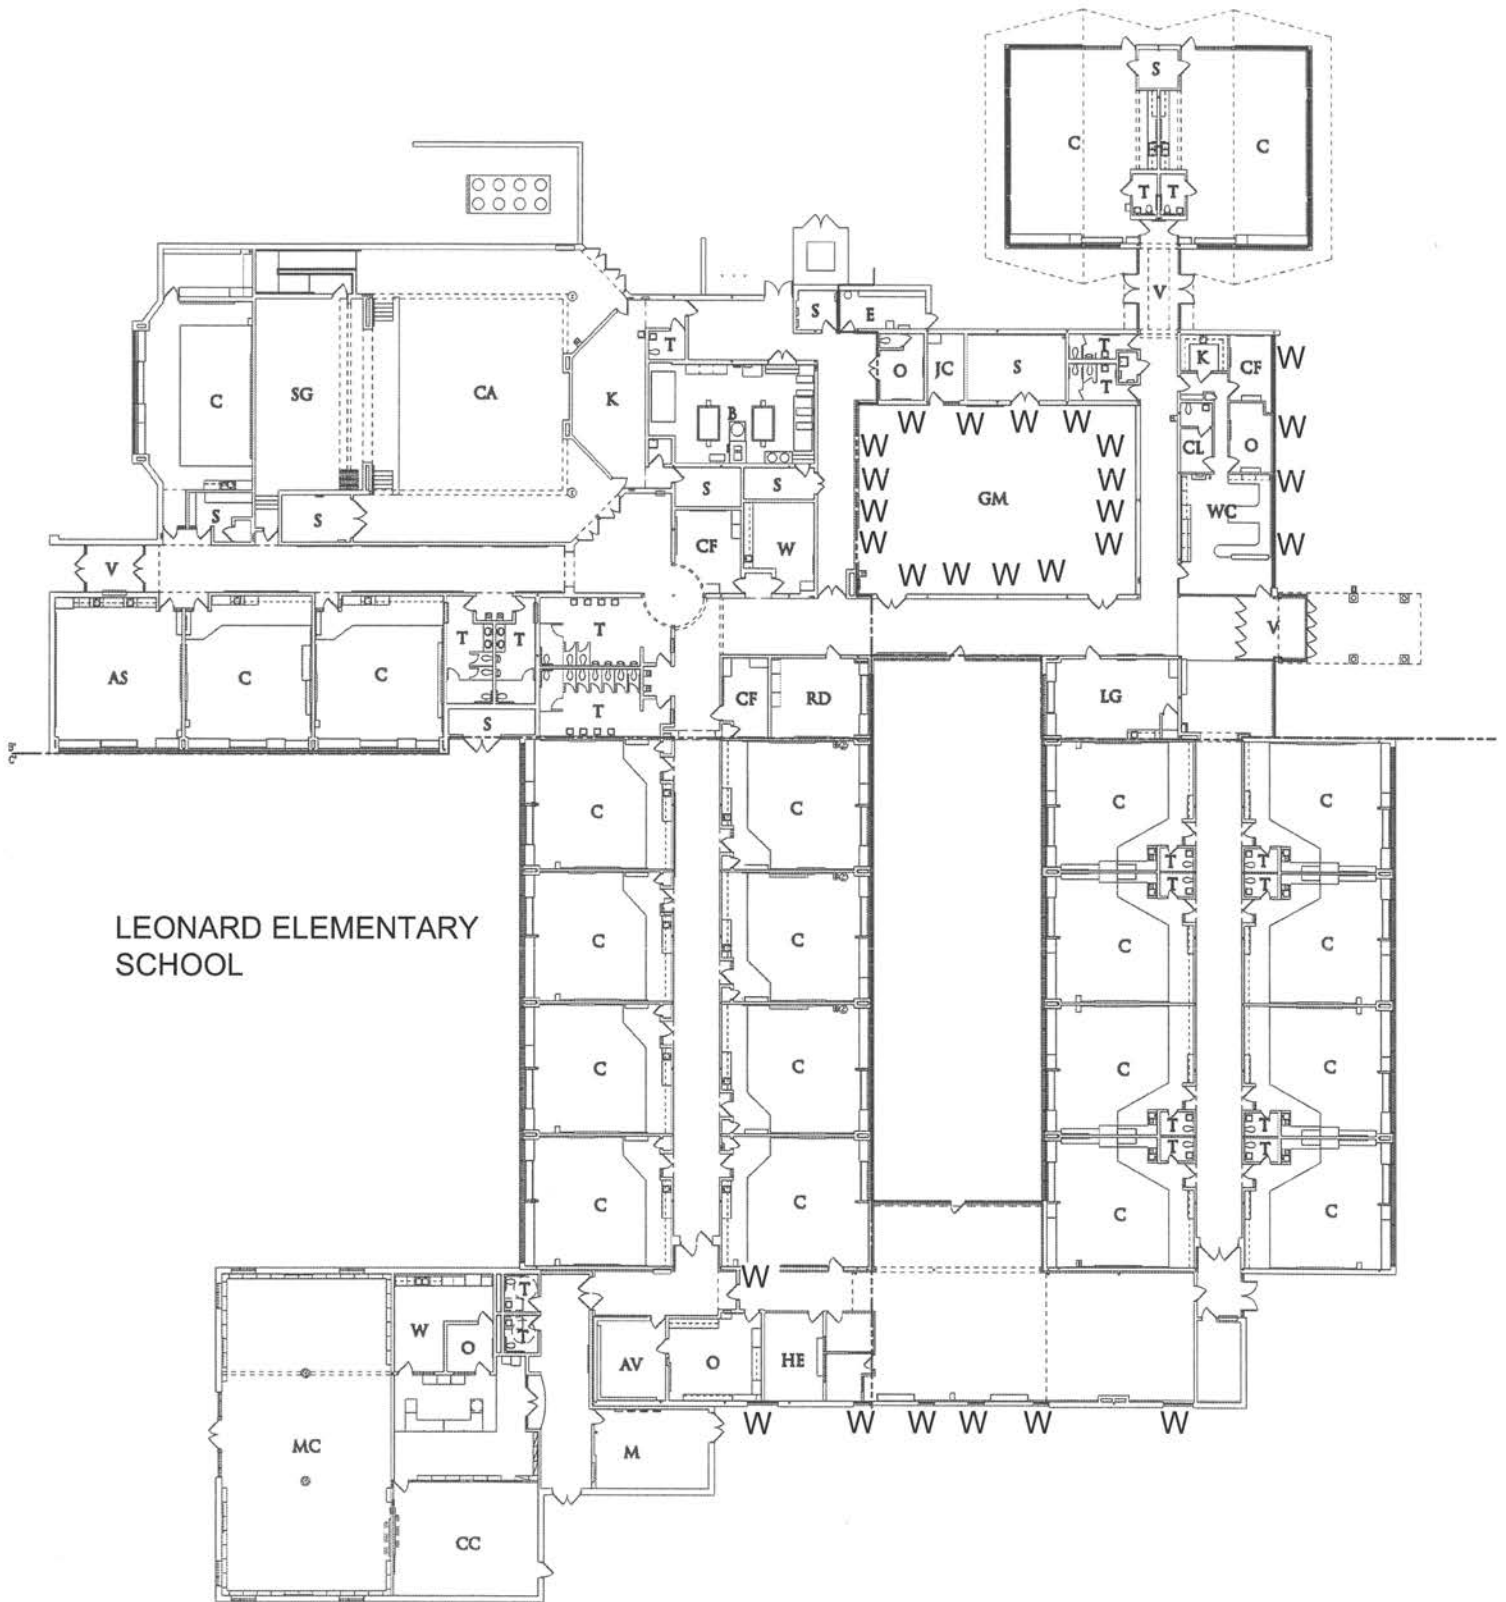 S
C C
T T
V
S E
T
T
O JC S
T
K CF
W
C SG CA K
B
W W W W
W W
CL O
W
W W
W
S S
GM
W W
WC
S S
CF W
W W
W
W W W W
V
V
T T T
AS C C
CF RD
LG
S
T
C C C C
T T
T T
LEONARD ELEMENTARY
SCHOOL
C C C C
C C C C
T T
T T
C C C C
W
T
W
O
T
AV O HE
W W W W W W
MC
M
CC